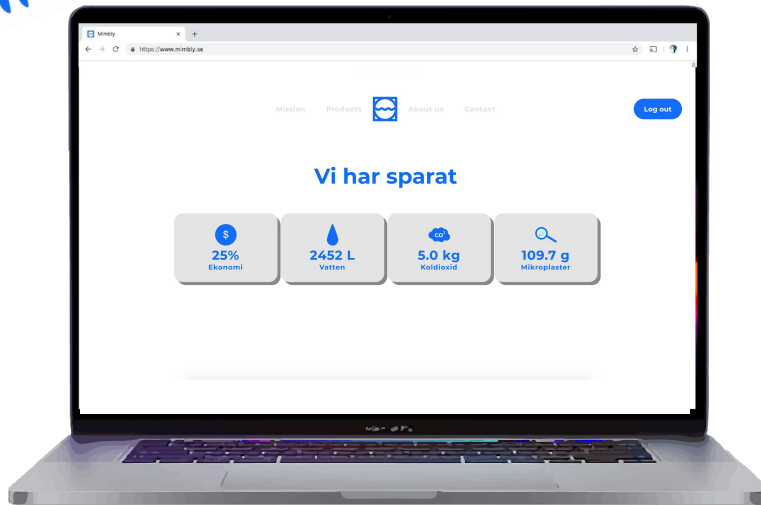 Mimbly
https://www.mimbly.se
Mission Products About us Contact
Log out
Vi har sparat
$
25%
Ekonomi
2452 L
Vatten
CO²
5.0 kg
Koldioxid
109.7 g
Mikroplaster